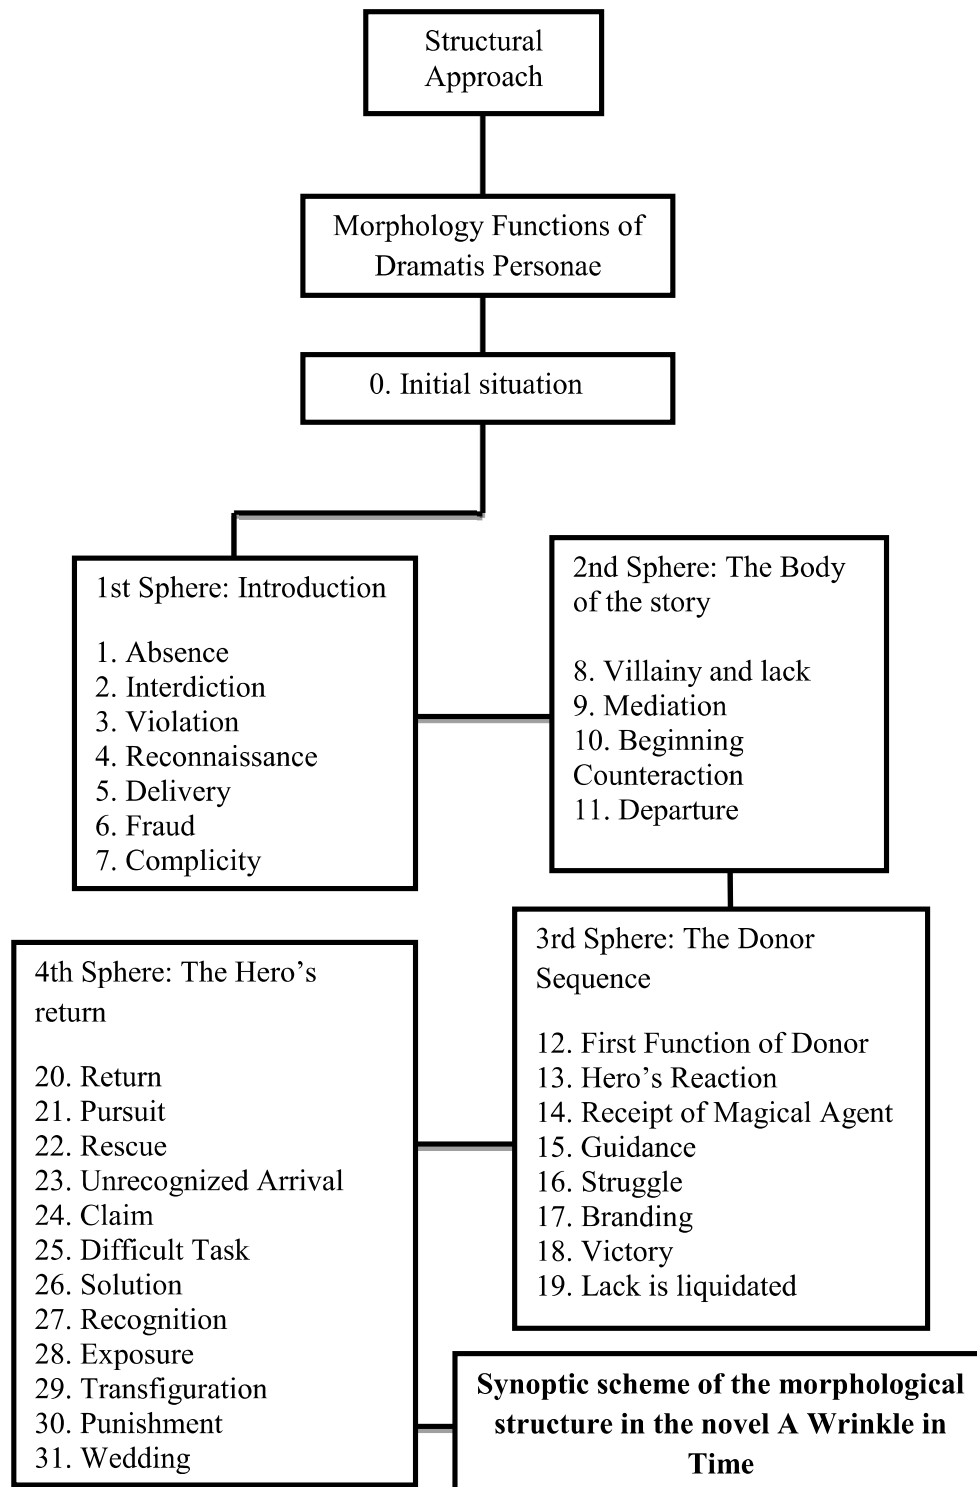 Structural
Approach
Morphology Functions of
Dramatis Personae
0. Initial situation
1st Sphere: Introduction
1. Absence
2. Interdiction
3. Violation
4. Reconnaissance
5. Delivery
6. Fraud
7. Complicity
2nd Sphere: The Body
of the story
8. Villainy and lack
9. Mediation
10. Beginning
Counteraction
11. Departure
3rd Sphere: The Donor
Sequence
12. First Function of Donor
13. Hero’s Reaction
14. Receipt of Magical Agent
15. Guidance
16. Struggle
17. Branding
18. Victory
19. Lack is liquidated
4th Sphere: The Hero’s
return
20. Return
21. Pursuit
22. Rescue
23. Unrecognized Arrival
24. Claim
25. Difficult Task
26. Solution
27. Recognition
28. Exposure
29. Transfiguration
30. Punishment
31. Wedding
Synoptic scheme of the morphological
structure in the novel A Wrinkle in
Time